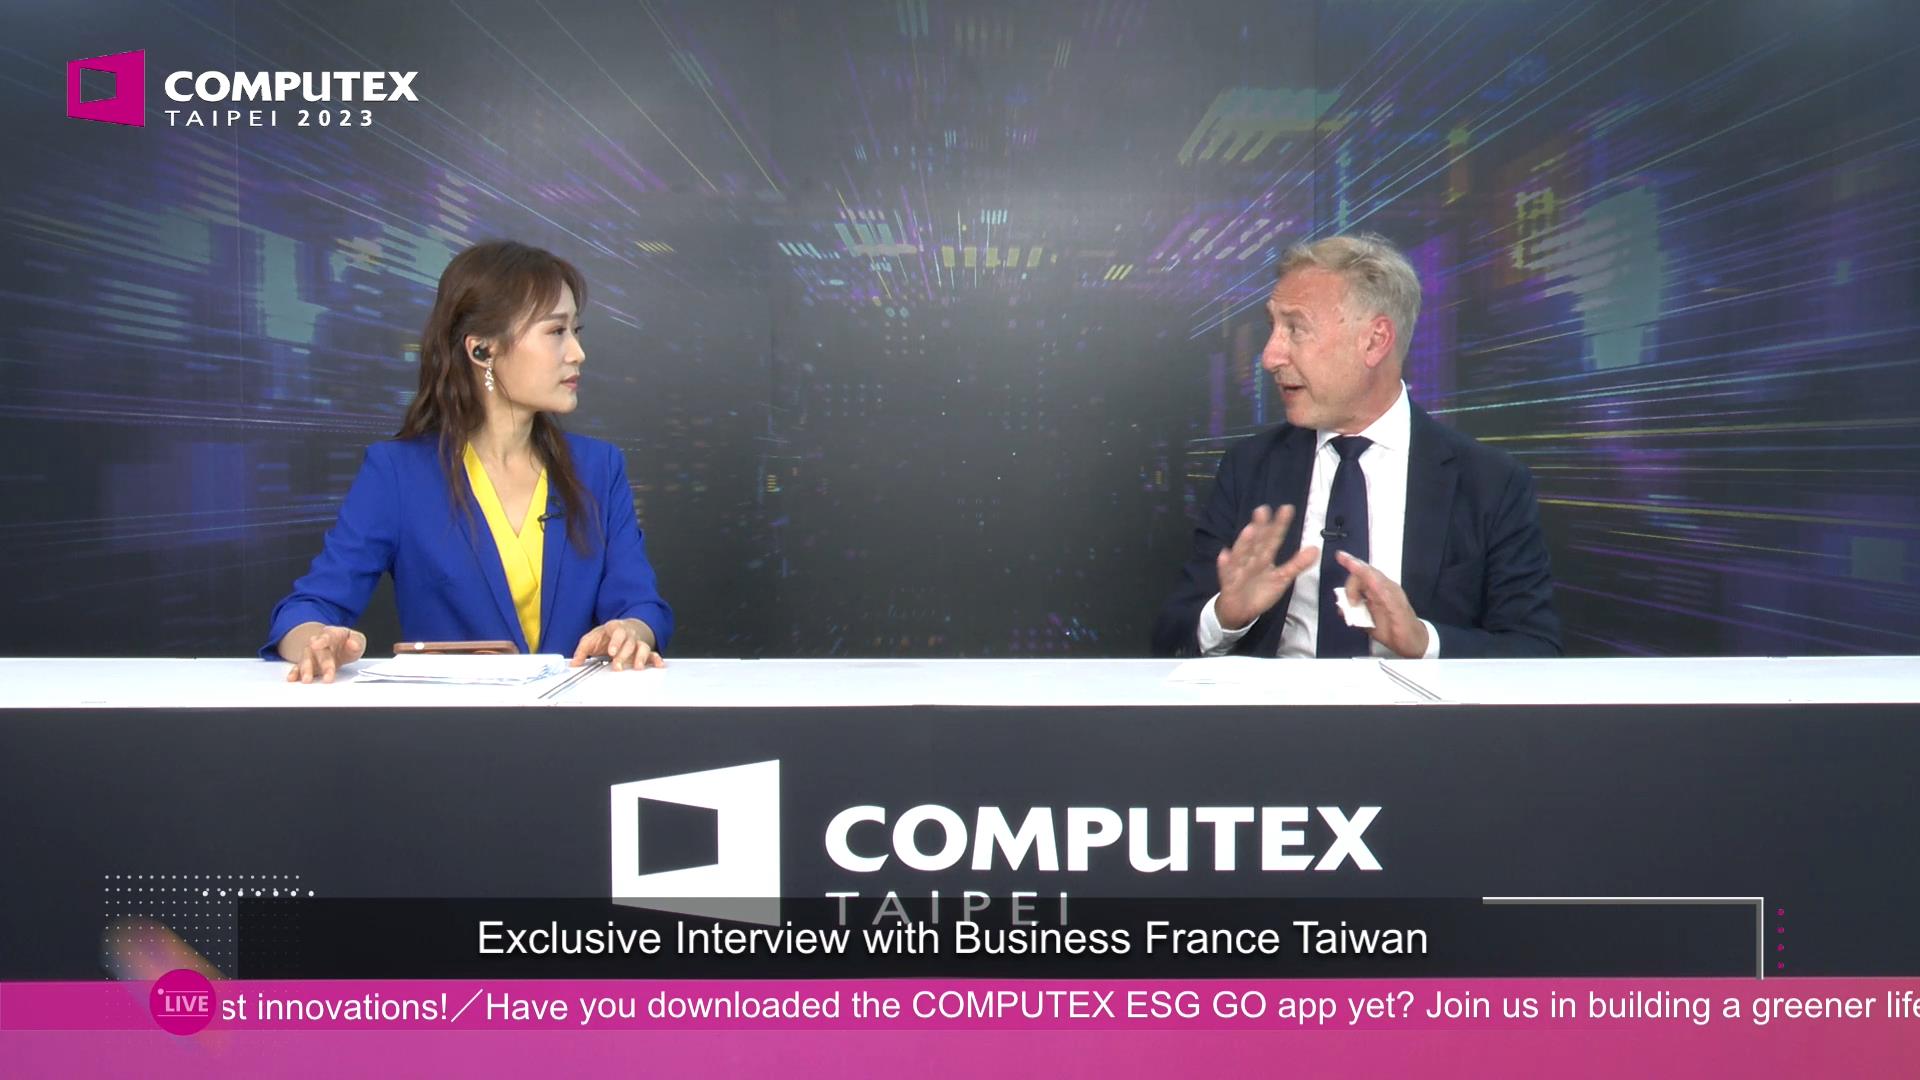 COMPUTEX
TAIPEI 2023
COMPUTEX
TAIPEI
Exclusive Interview with Business France Taiwan
LIVE
st innovations!／Have you downloaded the COMPUTEX ESG GO app yet? Join us in building a greener life